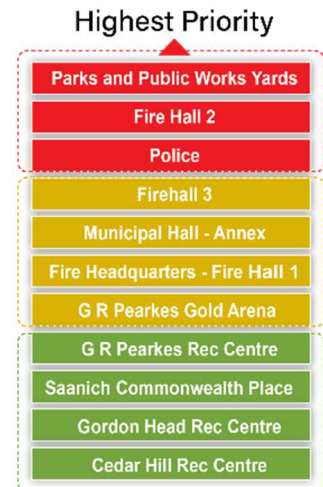 Highest Priority
Parks and Public Works Yards
Fire Hall 2
Police
Firehall 3
Municipal Hall - Annex
Fire Headquarters - Fire Hall 1
G R Pearkes Gold Arena
G R Pearkes Rec Centre
Saanich Commonwealth Place
Gordon Head Rec Centre
Cedar Hill Rec Centre